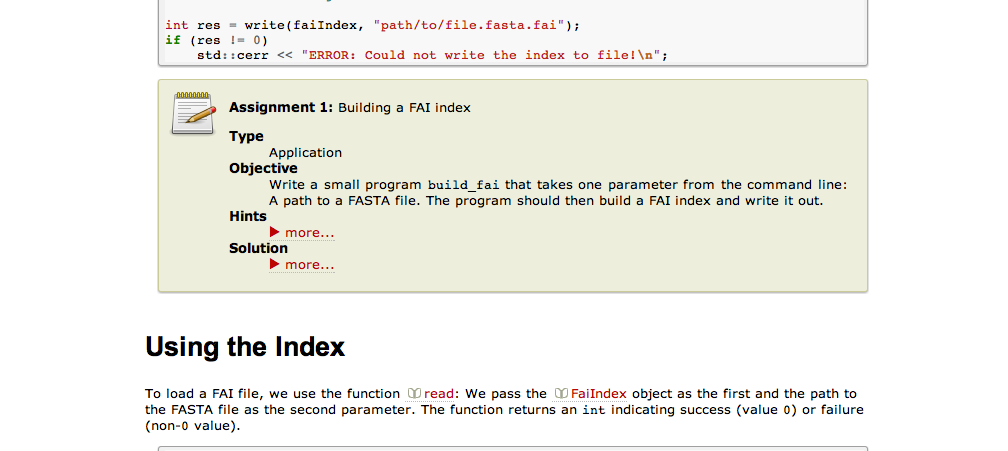 int res = write(faiIndex, "path/to/file.fasta.fai");
if (res != 0)
    std::cerr << "ERROR: Could not write the index to file!\n";
Assignment 1: Building a FAI index
Type
Application
Objective
Write a small program build_fai that takes one parameter from the command line:
A path to a FASTA file. The program should then build a FAI index and write it out.
Hints
▶ more...
Solution
▶ more...
Using the Index
To load a FAI file, we use the function read: We pass the FaiIndex object as the first and the path to
the FASTA file as the second parameter. The function returns an int indicating success (value 0) or failure
(non-0 value).